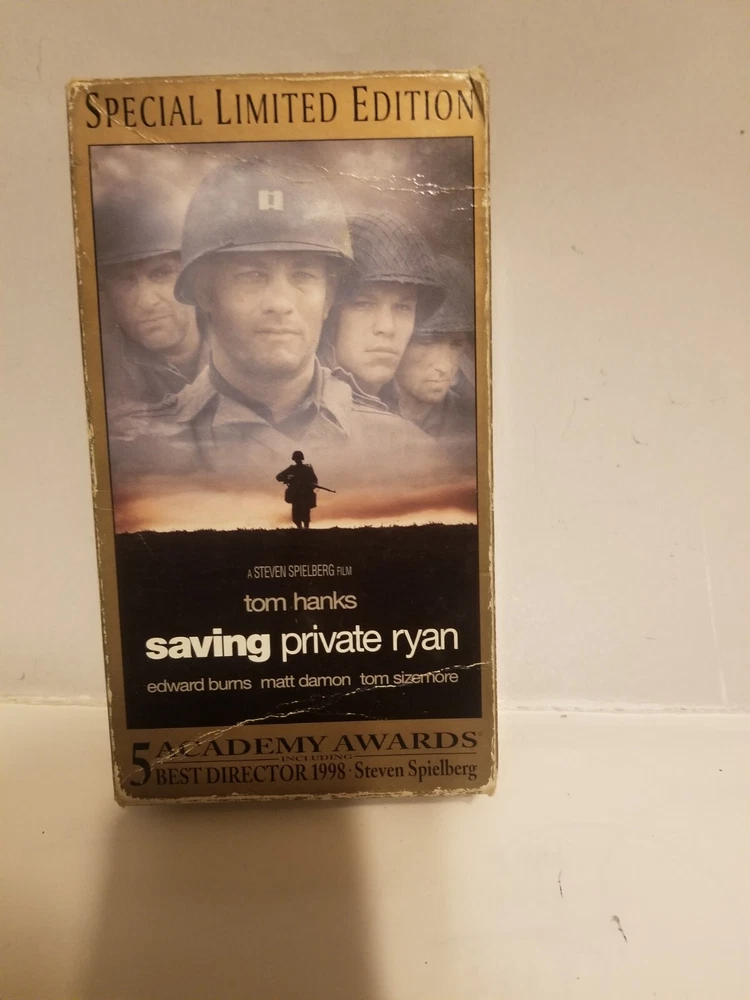 SPECIAL LIMITED EDITION
A STEVEN SPIELBERG FILM
tom hanks
saving private ryan
edward burns matt damon tom sizemore
5 ACADEMY AWARDS®
INCLUDING
BEST DIRECTOR 1998 · Steven Spielberg